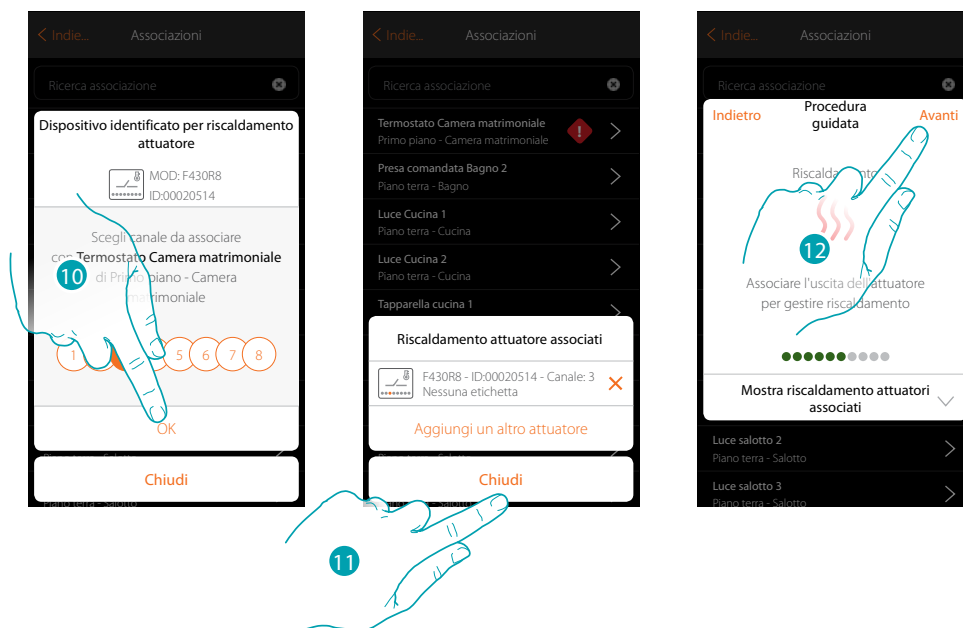 Indie...
Associazioni
Ricerca associazione
Dispositivo identificato per riscaldamento
attuatore
MOD: F430R8
ID:00020514
Scegli canale da associare
con Termostato Camera matrimoniale
di Primo piano - Camera
matrimoniale
1
5
6
7
8
10
OK
Chiudi
Piano terra - Salotto
Indie...
Associazioni
Ricerca associazione
Termostato Camera matrimoniale
Primo piano - Camera matrimoniale
!
Presa comandata Bagno 2
Piano terra - Bagno
Luce Cucina 1
Piano terra - Cucina
Luce Cucina 2
Piano terra - Cucina
Tapparella cucina 1
Riscaldamento attuatore associati
F430R8 - ID:00020514 - Canale: 3
Nessuna etichetta
Aggiungi un altro attuatore
Chiudi
Piano terra - Salotto
11
Indie...
Associazioni
Ricerca associazione
Indietro
Procedura
guidata
Avanti
Riscaldamento
12
Associare l'uscita dell'attuatore
per gestire riscaldamento
Mostra riscaldamento attuatori
associati
Luce salotto 2
Piano terra - Salotto
Luce salotto 3
Piano terra - Salotto